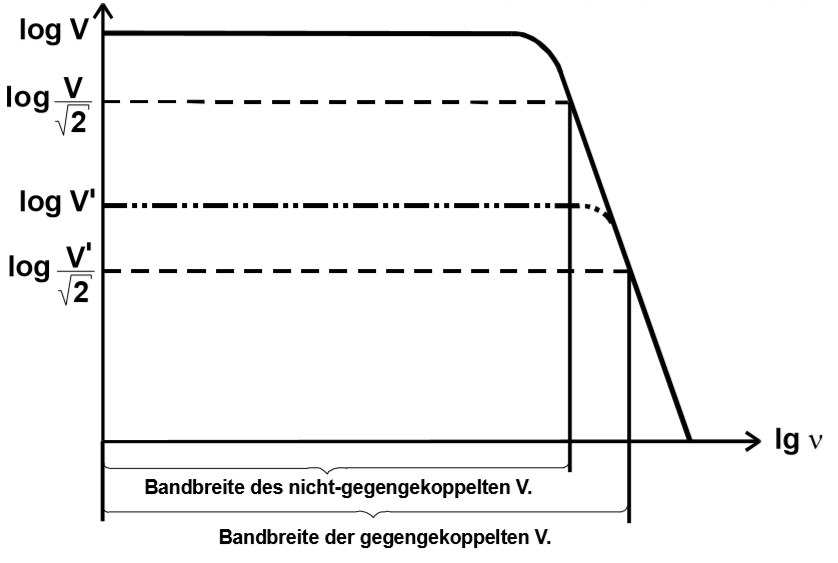 log V
log V/√2
log V'
log V'/√2
lg ν
Bandbreite des nicht-gegengekoppelten V.
Bandbreite der gegengekoppelten V.